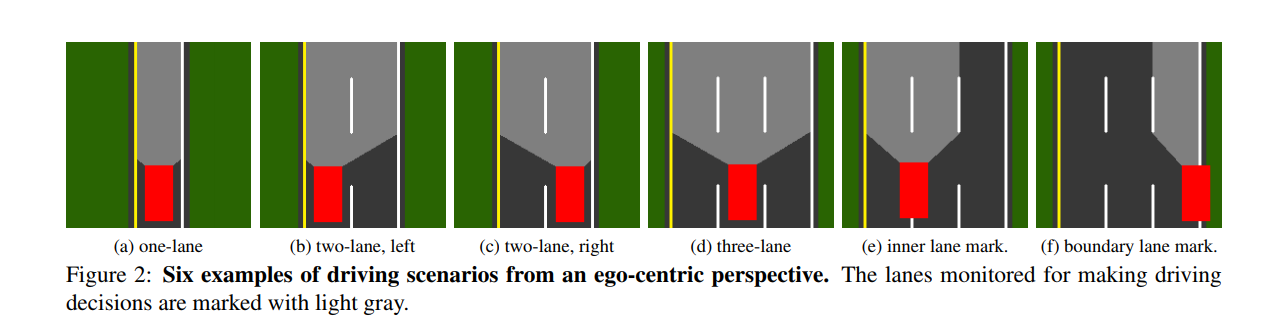 (a) one-lane (b) two-lane, left (c) two-lane, right (d) three-lane (e) inner lane mark. (f) boundary lane mark.
Figure 2: Six examples of driving scenarios from an ego-centric perspective. The lanes monitored for making driving
decisions are marked with light gray.